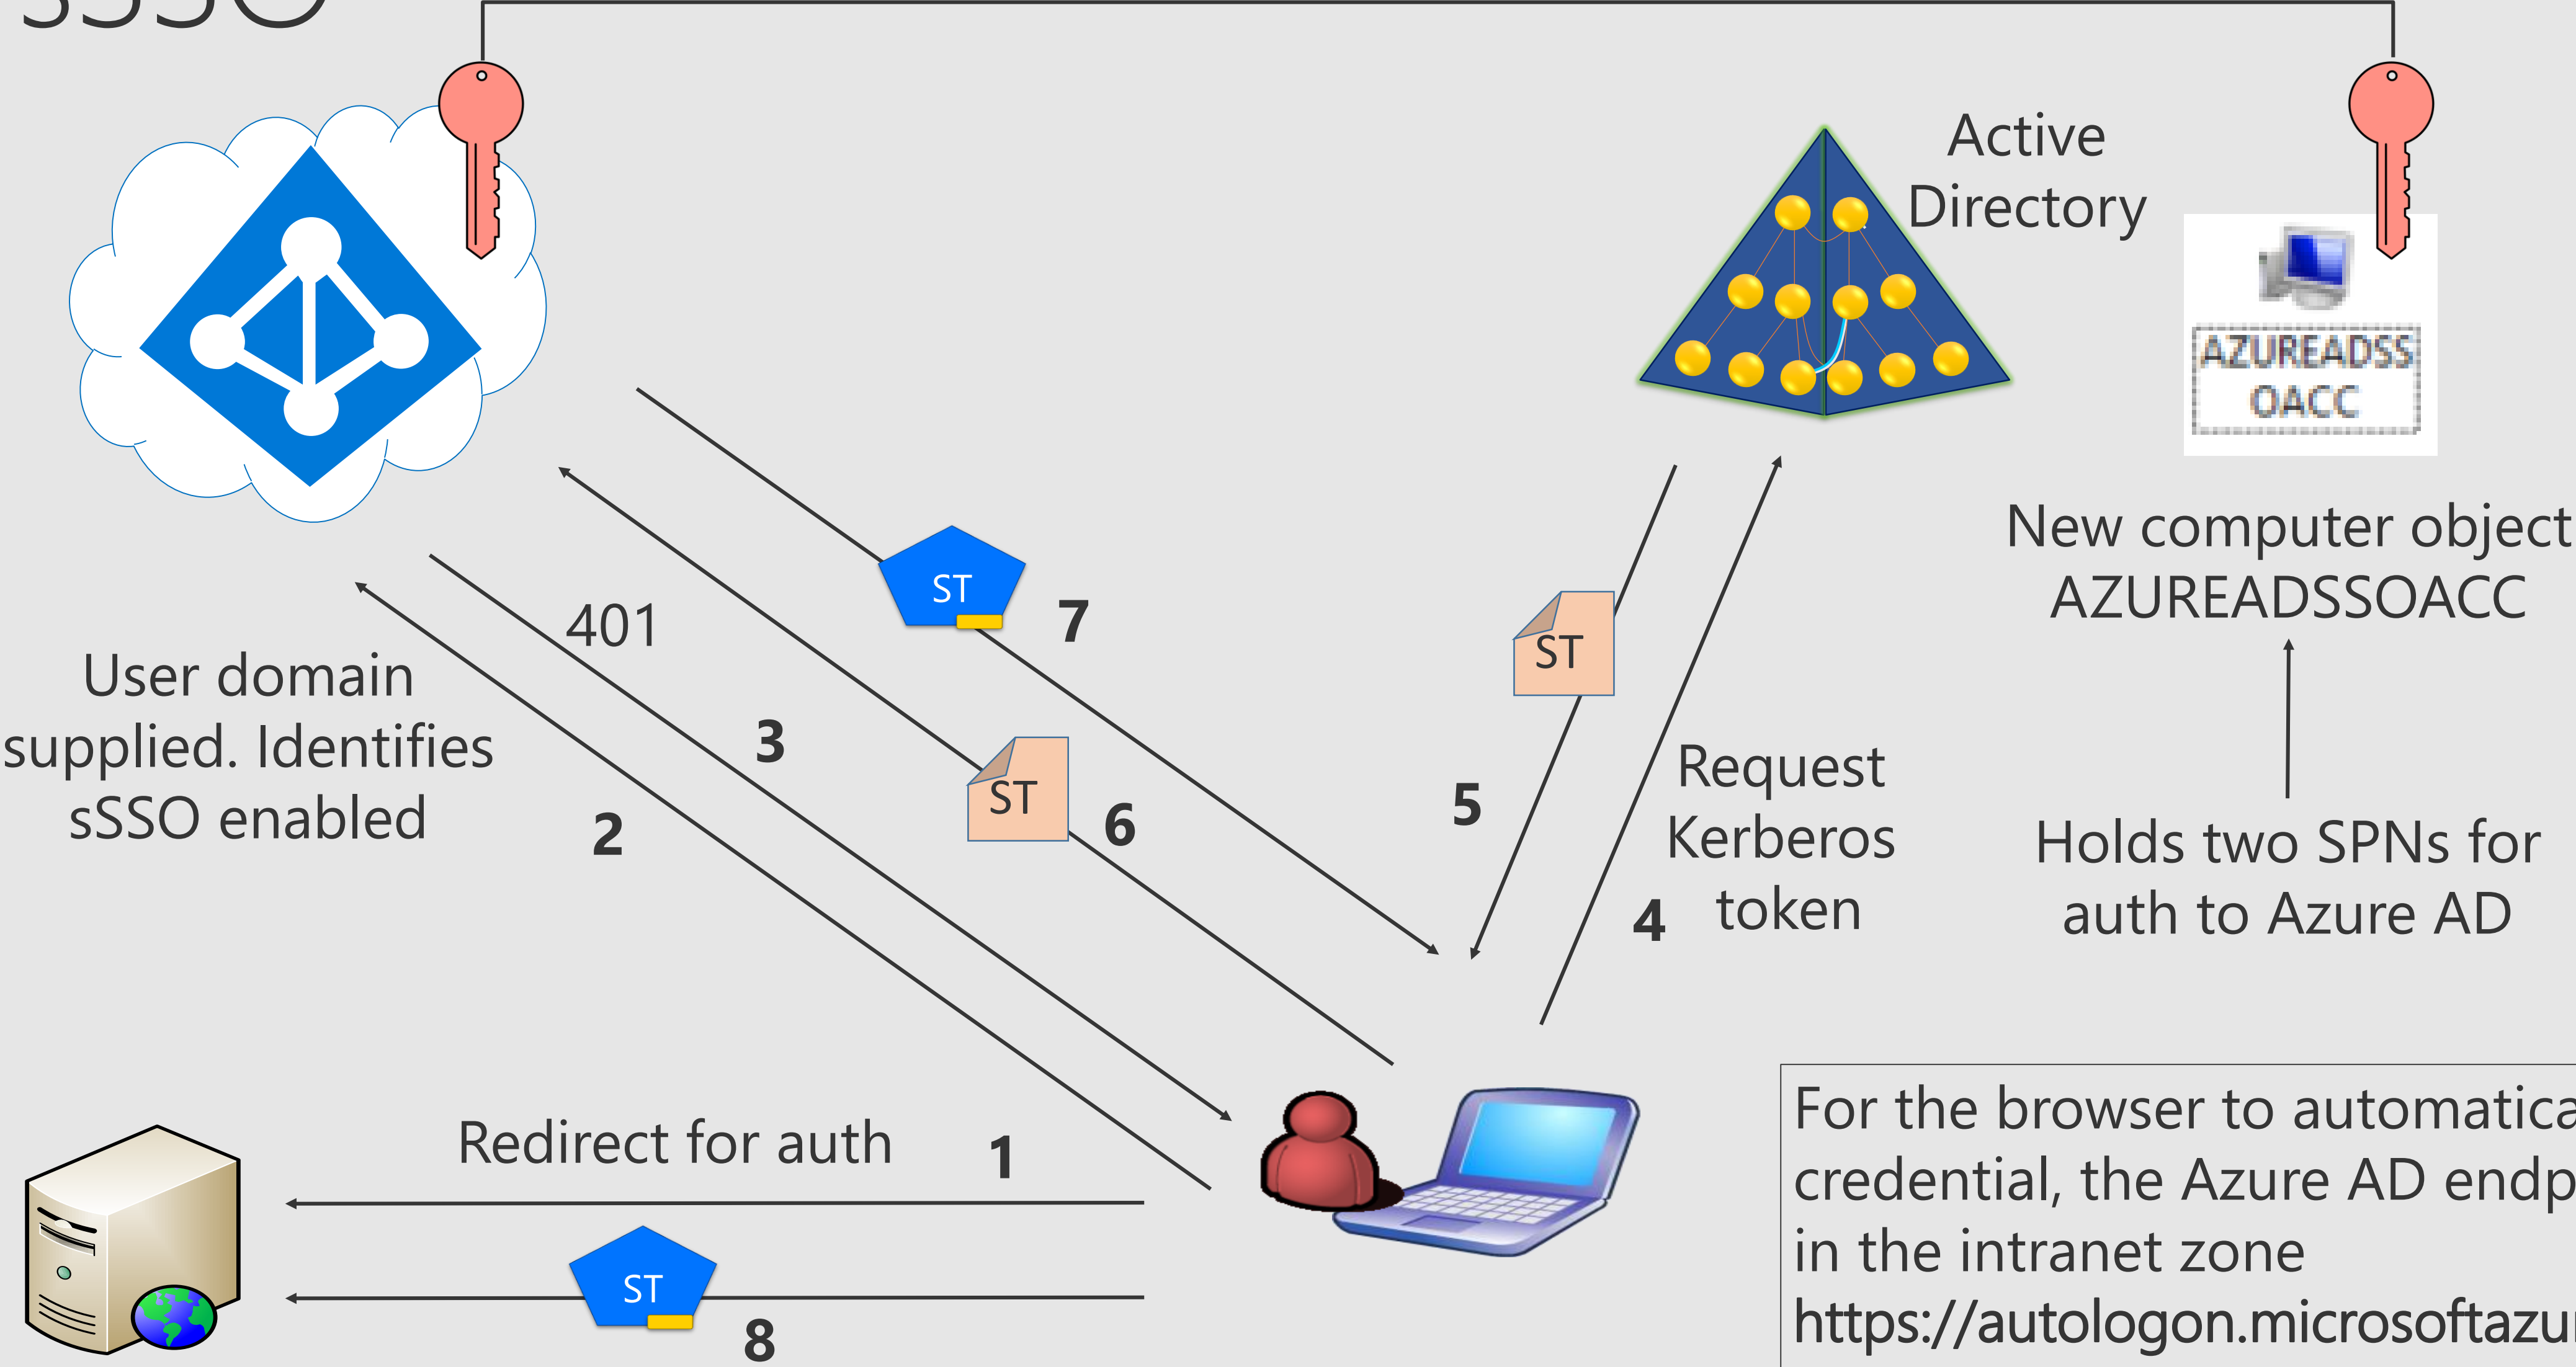 sSSO
Active
Directory
AZUREADSS
OACC
New computer object
AZUREADSSOACC
Holds two SPNs for
auth to Azure AD
ST
7
401
User domain
supplied. Identifies
sSSO enabled
3
2
ST
6
ST
5
Request
Kerberos
token
4
Redirect for auth
1
ST
8
For the browser to automatica
credential, the Azure AD endp
in the intranet zone
https://autologon.microsoftazur